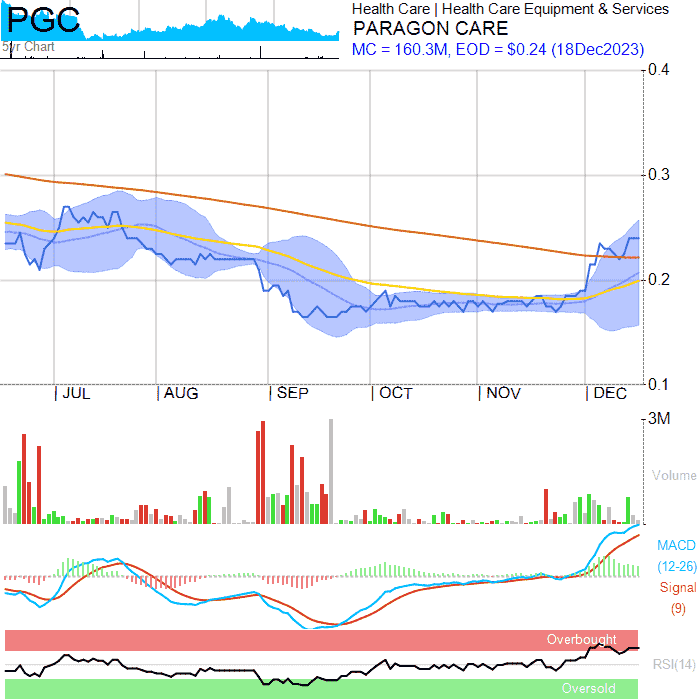 PGC
5yr Chart
Health Care | Health Care Equipment & Services
PARAGON CARE
MC = 160.3M, EOD = $0.24 (18Dec2023)
0.4
0.3
0.2
0.1
JUL AUG SEP OCT NOV DEC
3M
Volume
MACD
(12-26)
Signal
(9)
Overbought
RSI(14)
Oversold